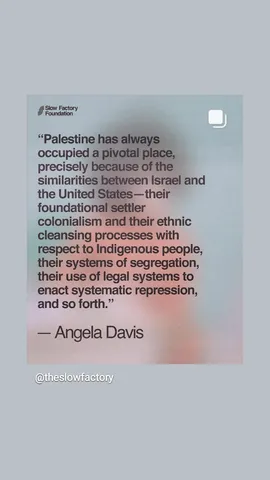 Slow Factory
Foundation
“Palestine has always
occupied a pivotal place,
precisely because of the
similarities between Israel and
the United States—their
foundational settler
colonialism and their ethnic
cleansing processes with
respect to Indigenous people,
their systems of segregation,
their use of legal systems to
enact systematic repression,
and so forth.”
— Angela Davis
@theslowfactory